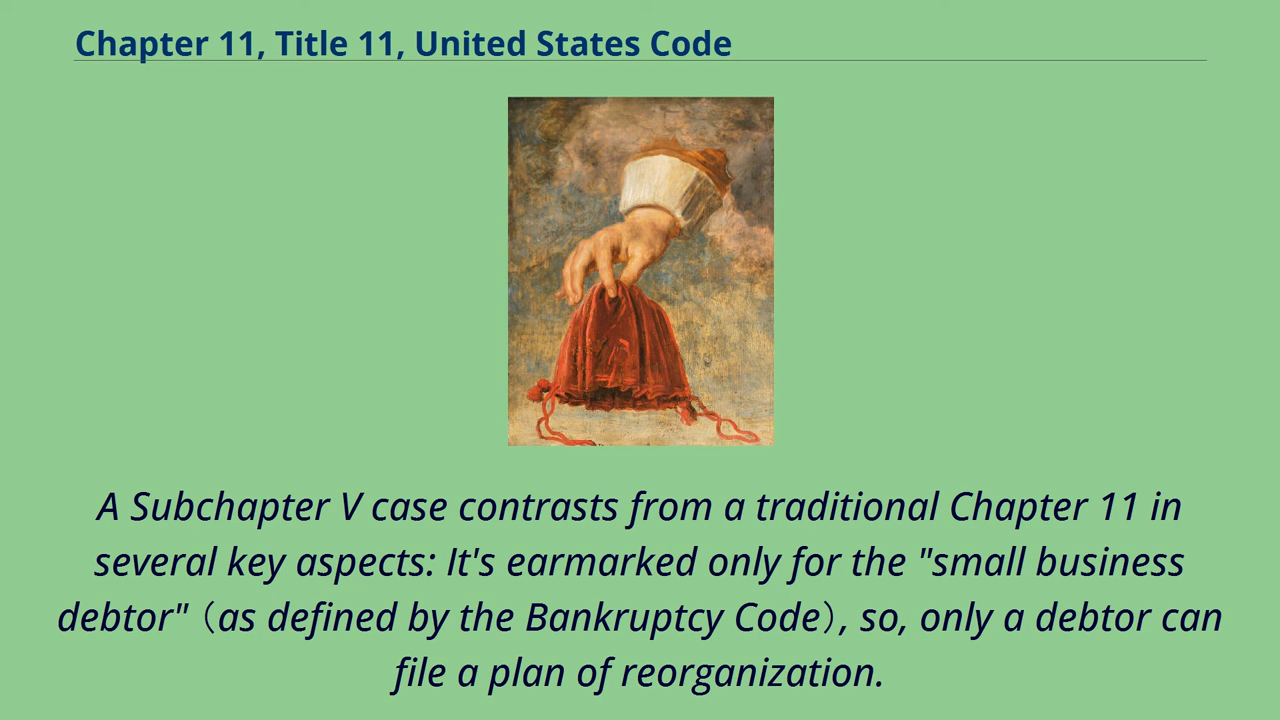 Chapter 11, Title 11, United States Code
A Subchapter V case contrasts from a traditional Chapter 11 in
several key aspects: It's earmarked only for the "small business
debtor"（as defined by the Bankruptcy Code）, so, only a debtor can
file a plan of reorganization.